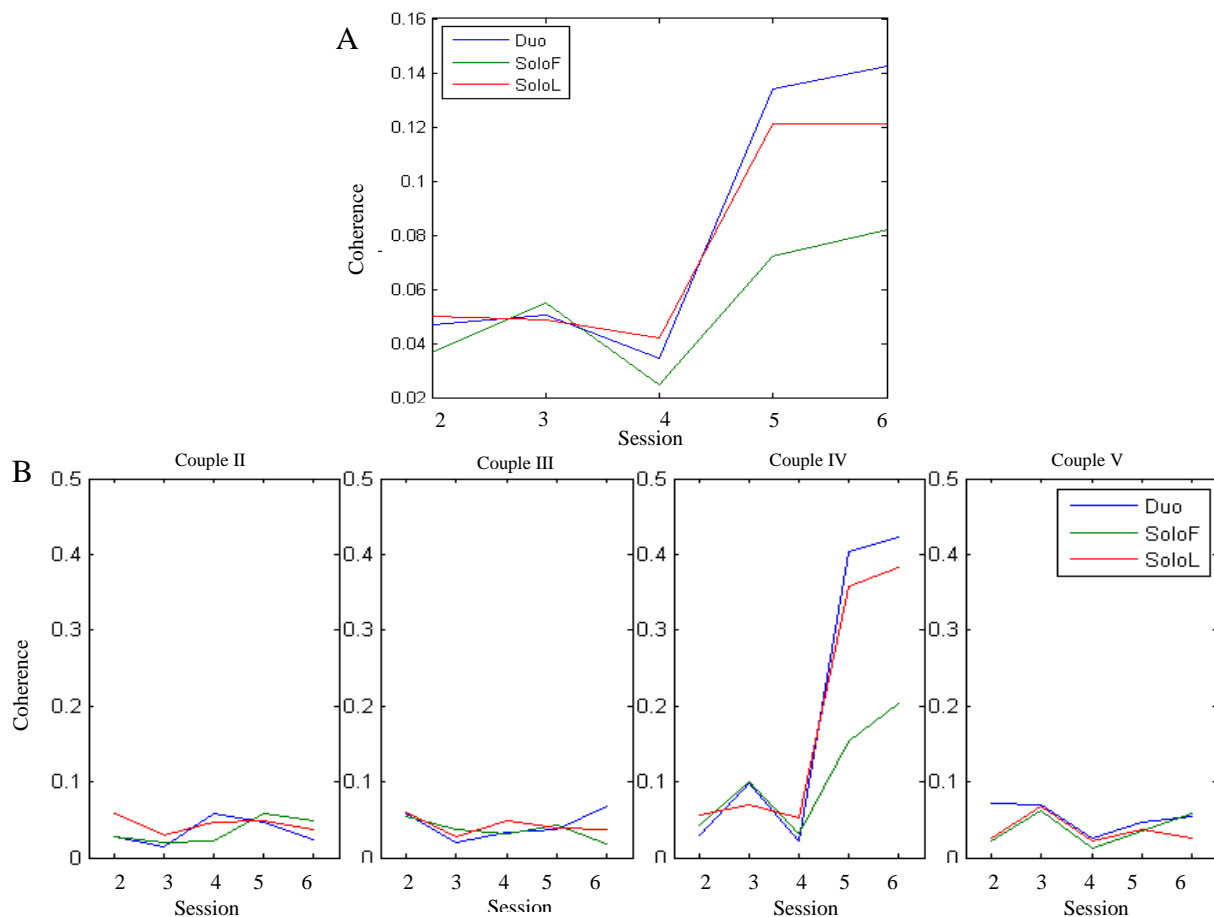 A
0.16
0.14
0.12
0.1
0.08
0.06
0.04
0.02
Coherence
Duo
SoloF
SoloL
2 3 4 5 6
Session
B
Couple II Couple III Couple IV Couple V
0.5 0.5 0.5 0.5
0.4 0.4 0.4 0.4
0.3 0.3 0.3 0.3
0.2 0.2 0.2 0.2
0.1 0.1 0.1 0.1
0 0 0 0
Coherence
Duo
SoloF
SoloL
2 3 4 5 6 2 3 4 5 6 2 3 4 5 6 2 3 4 5 6
Session Session Session Session